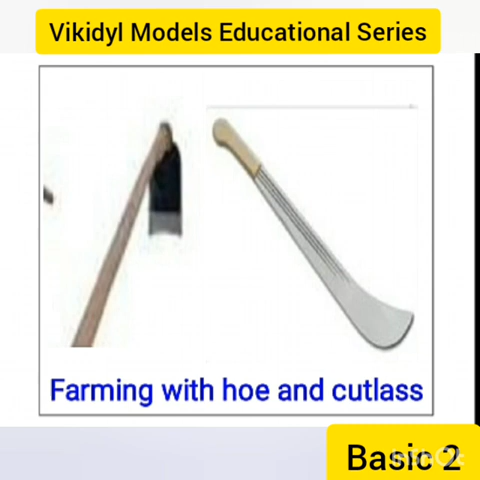 Vikidyl Models Educational Series
Farming with hoe and cutlass
Basic 2